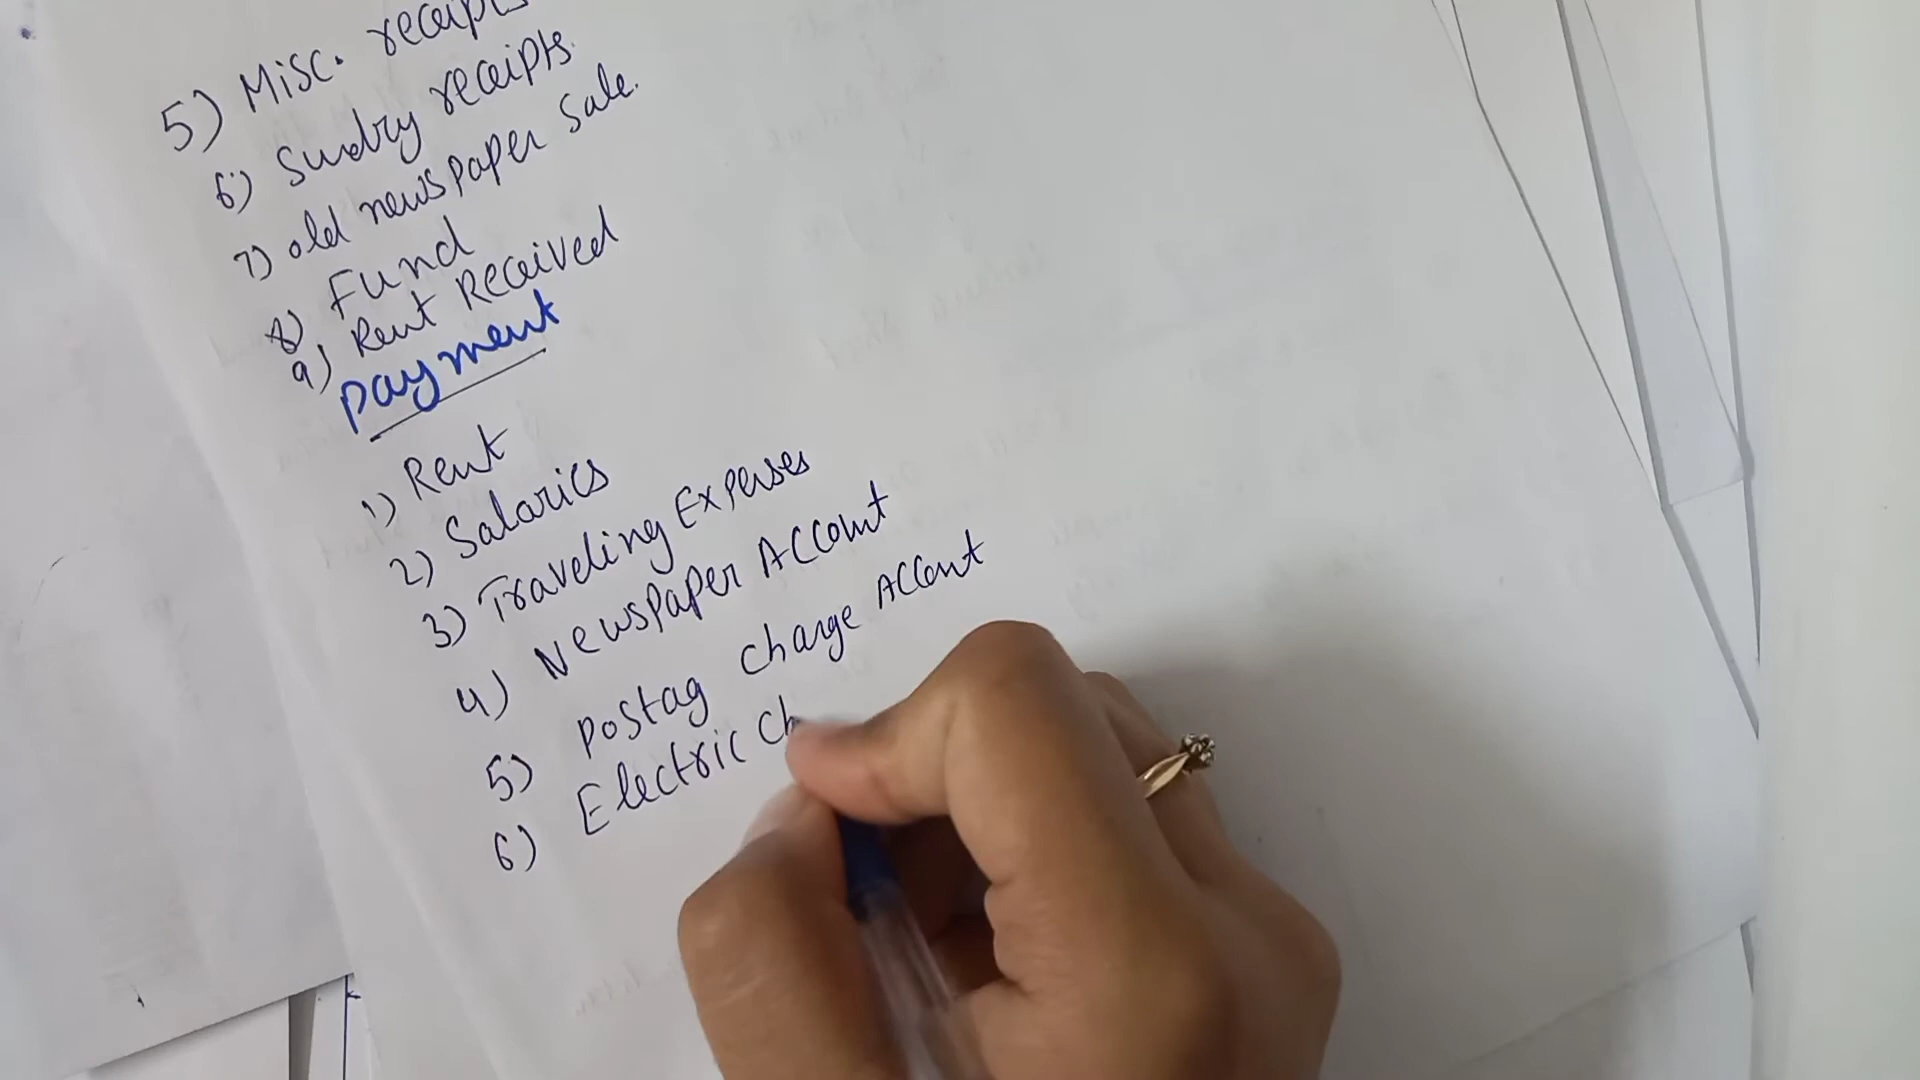 5) Misc. receipts
6) Sundry receipts.
7) old newspaper sale.
8) Fund
9) Rent Received
payment
1) Rent
2) Salaries
3) Traveling Expenses
4) Newspaper Account
5) Postag charge Account
6) Electric Ch